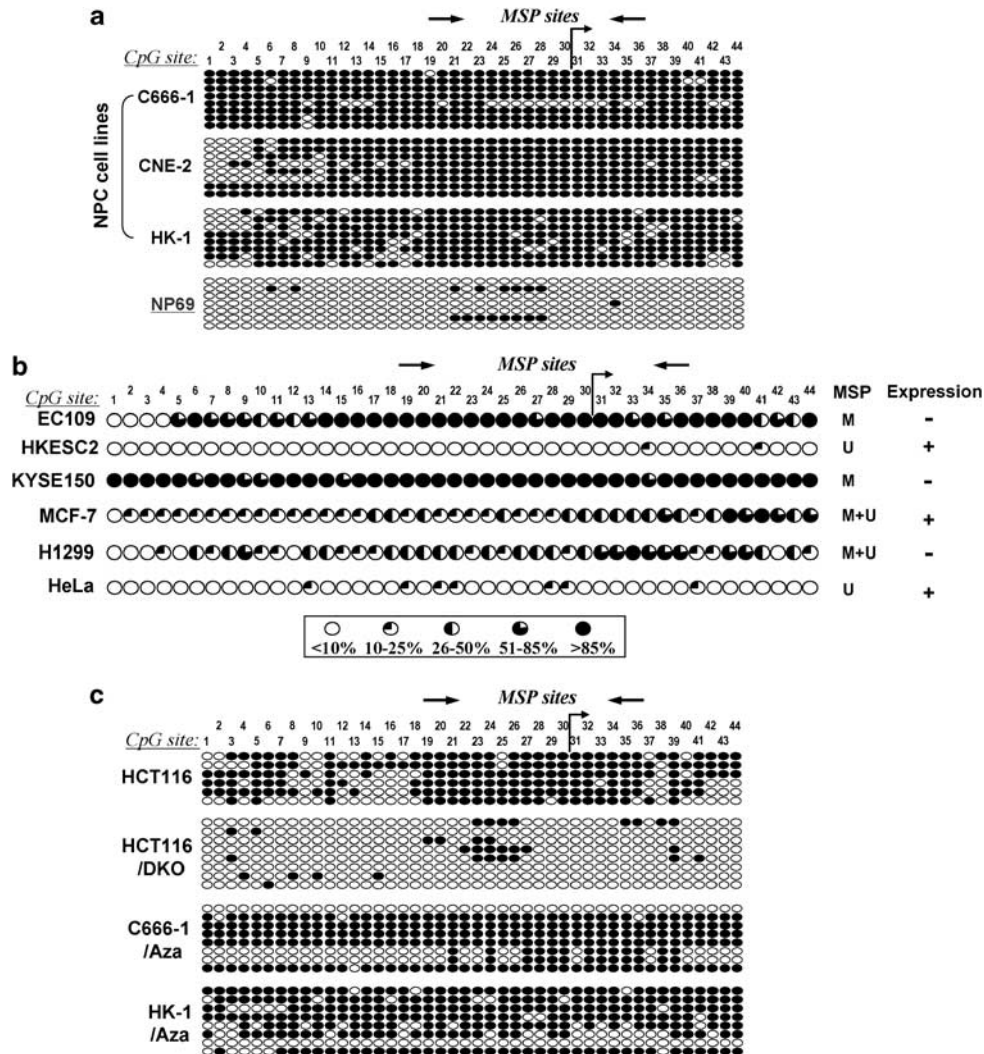 a
MSP sites
2 4 6 8 10 12 14 16 18 20 22 24 26 28 30 32 34 36 38 40 42 44
CpG site:
1 3 5 7 9 11 13 15 17 19 21 23 25 27 29 31 33 35 37 39 41 43
NPC cell lines
C666-1
CNE-2
HK-1
NP69
b
MSP sites
CpG site:
1 2 3 4 5 6 7 8 9 10 11 12 13 14 15 16 17 18 19 20 21 22 23 24 25 26 27 28 29 30 31 32 33 34 35 36 37 38 39 40 41 42 43 44
MSP Expression
EC109 M -
HKESC2 U +
KYSE150 M -
MCF-7 M+U +
H1299 M+U -
HeLa U +
<10% 10-25% 26-50% 51-85% >85%
c
MSP sites
2 4 6 8 10 12 14 16 18 20 22 24 26 28 30 32 34 36 38 40 42 44
CpG site:
1 3 5 7 9 11 13 15 17 19 21 23 25 27 29 31 33 35 37 39 41 43
HCT116
HCT116
/DKO
C666-1
/Aza
HK-1
/Aza